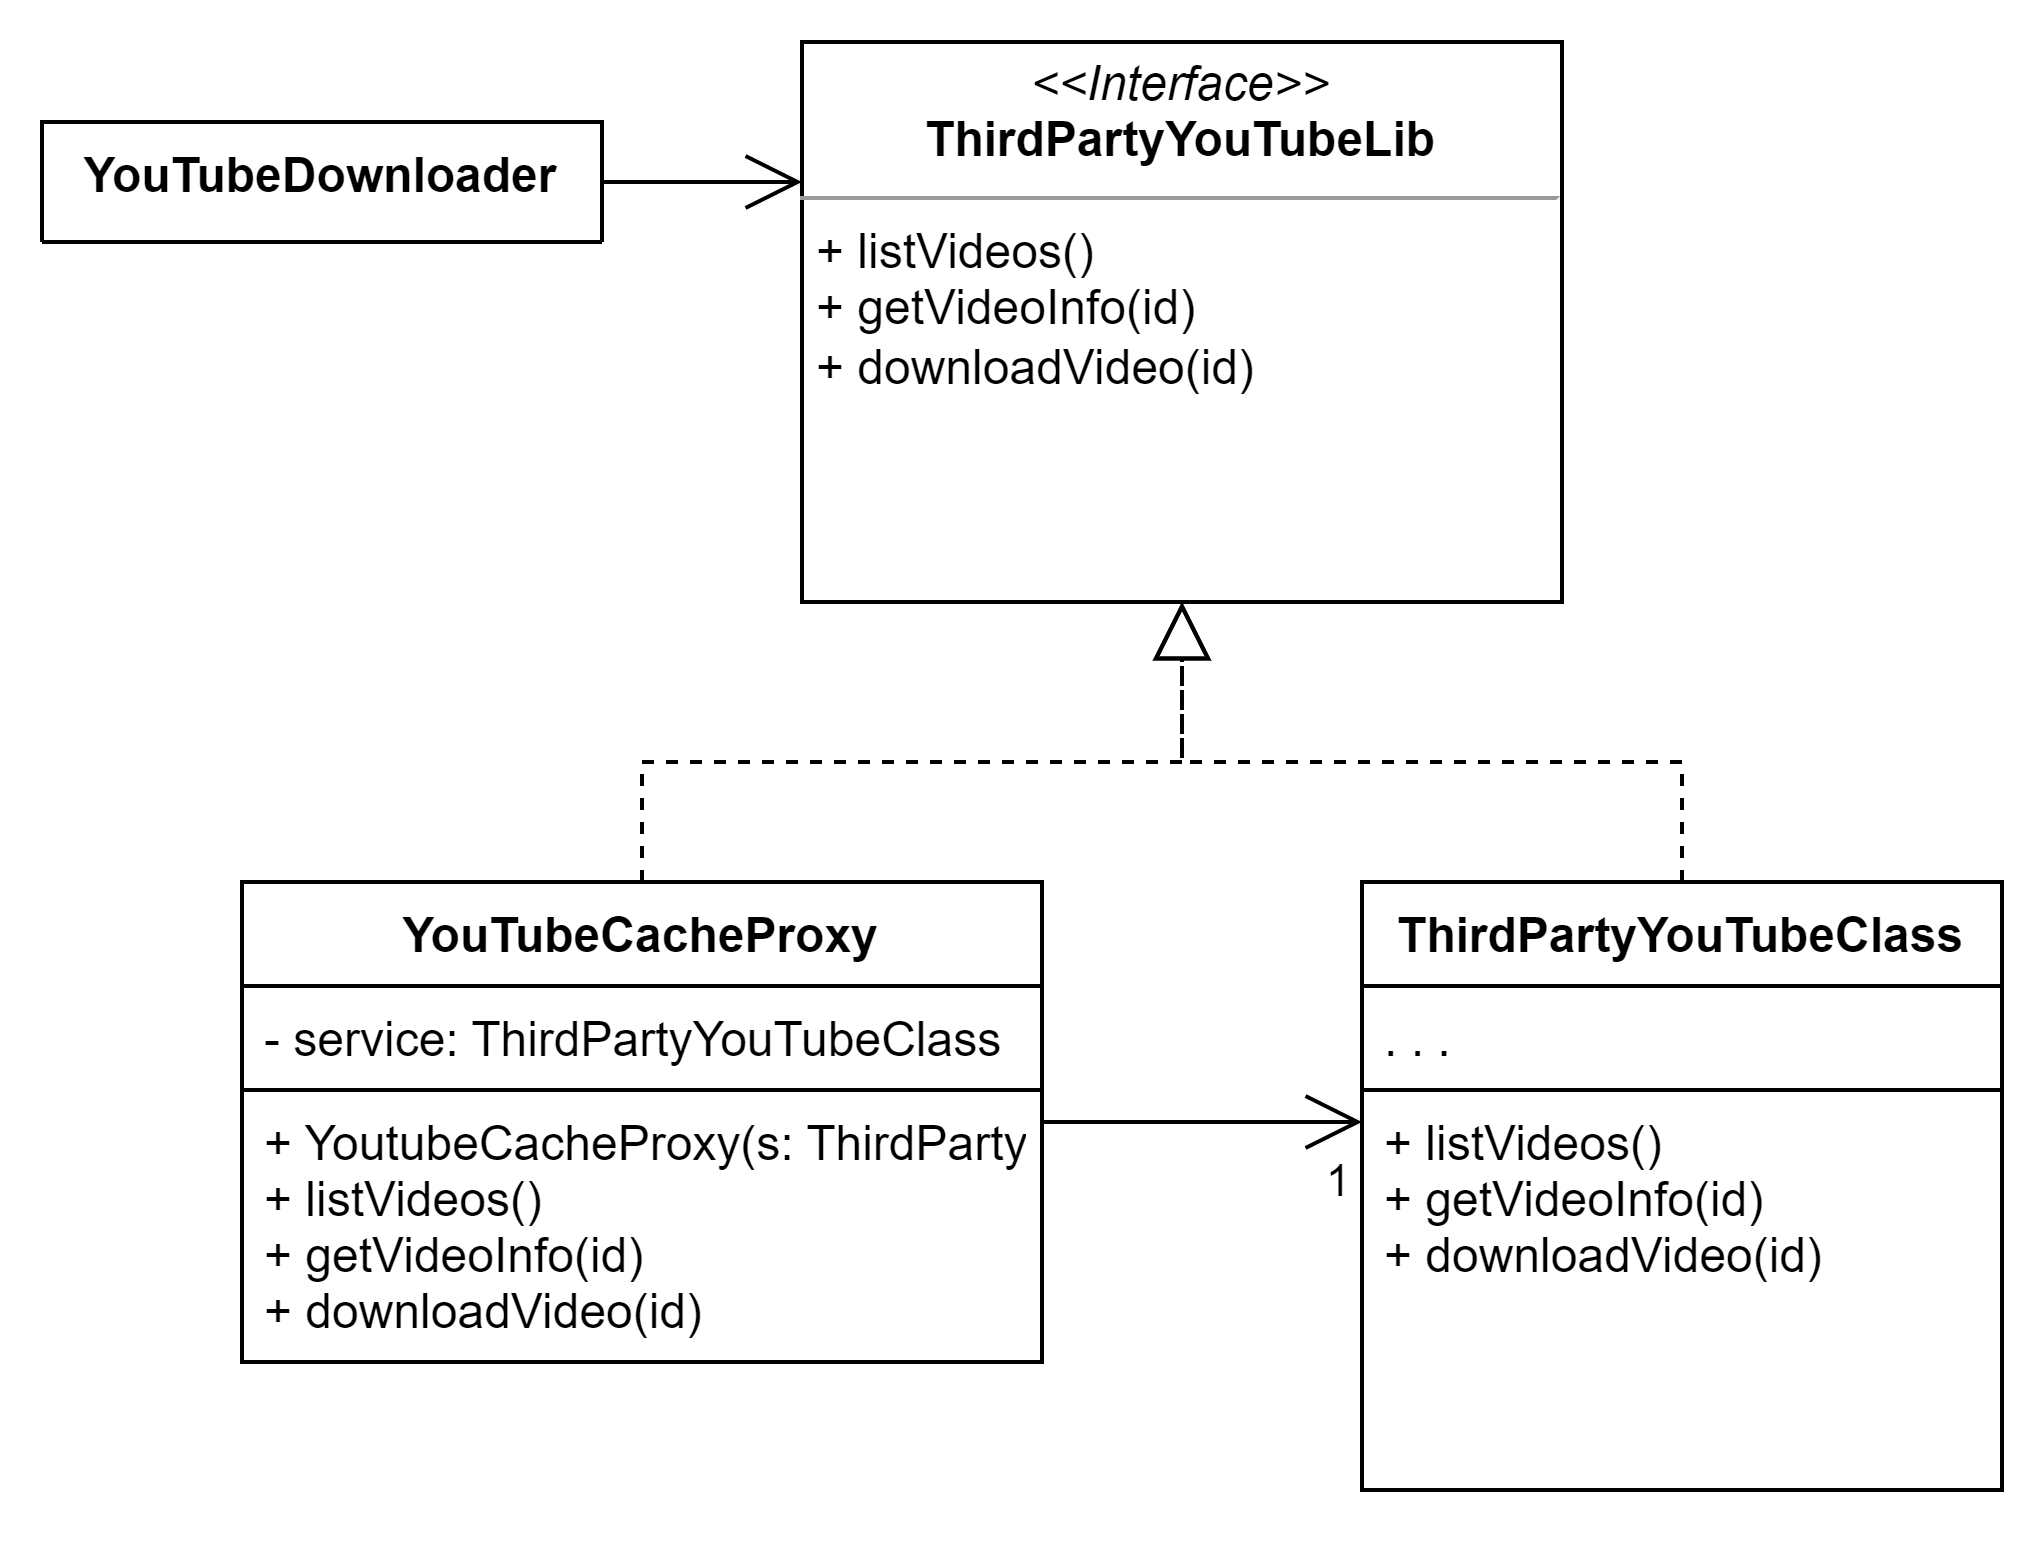 YouTubeDownloader
<<Interface>>
ThirdPartyYouTubeLib
+ listVideos()
+ getVideoInfo(id)
+ downloadVideo(id)
YouTubeCacheProxy
- service: ThirdPartyYouTubeClass
+ YoutubeCacheProxy(s: ThirdParty
+ listVideos()
+ getVideoInfo(id)
+ downloadVideo(id)
1
ThirdPartyYouTubeClass
. . .
+ listVideos()
+ getVideoInfo(id)
+ downloadVideo(id)